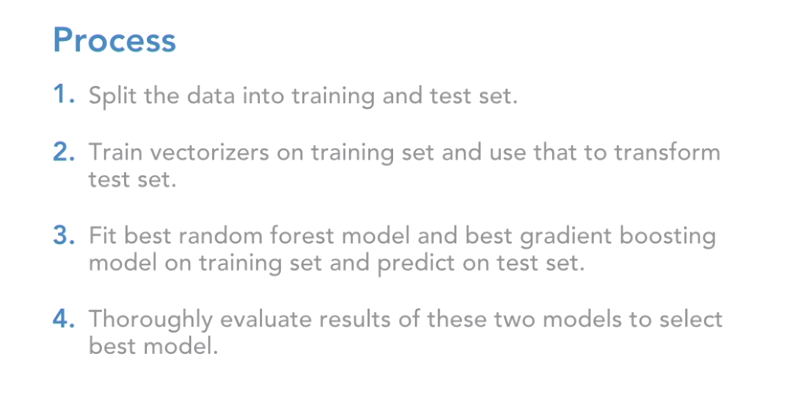 Process
1. Split the data into training and test set.
2. Train vectorizers on training set and use that to transform
test set.
3. Fit best random forest model and best gradient boosting
model on training set and predict on test set.
4. Thoroughly evaluate results of these two models to select
best model.